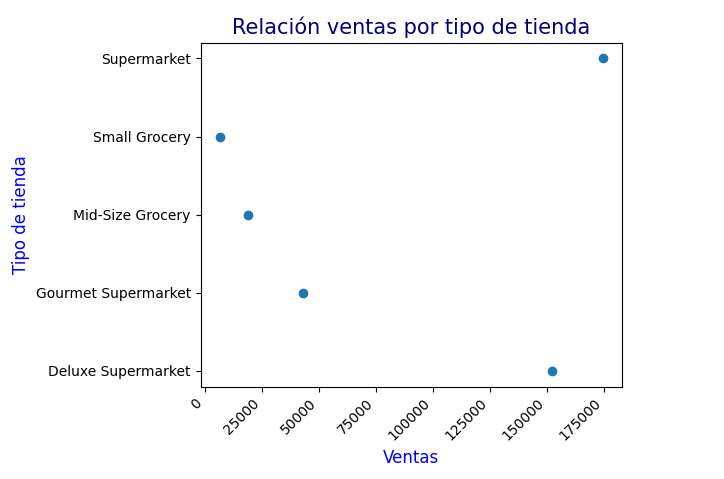 Relación ventas por tipo de tienda
Supermarket
Small Grocery
Mid-Size Grocery
Gourmet Supermarket
Deluxe Supermarket
Tipo de tienda
0
25000
50000
75000
100000
125000
150000
175000
Ventas